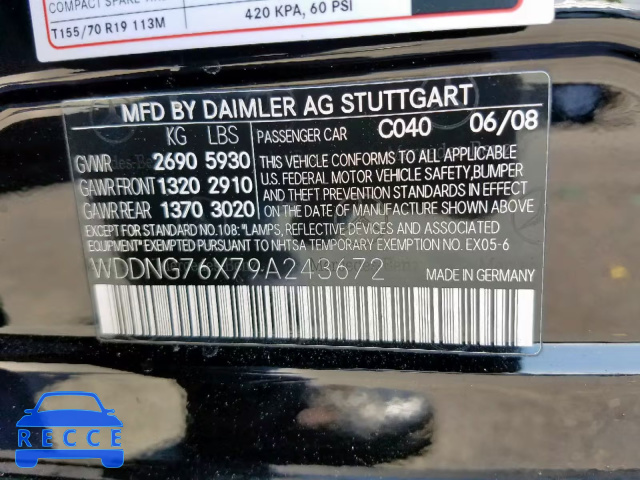 COMPACT SPARE
T155/70 R19 113M 420 KPA, 60 PSI
MFD BY DAIMLER AG STUTTGART
KG LBS PASSENGER CAR C040 06/08
GVWR 2690 5930
GAWR FRONT 1320 2910
GAWR REAR 1370 3020
THIS VEHICLE CONFORMS TO ALL APPLICABLE
U.S. FEDERAL MOTOR VEHICLE SAFETY, BUMPER
AND THEFT PREVENTION STANDARDS IN EFFECT
ON THE DATE OF MANUFACTURE SHOWN ABOVE
EXCEPT FOR STANDARD NO. 108: "LAMPS, REFLECTIVE DEVICES AND ASSOCIATED
EQUIPMENT" EXEMPTED PURSUANT TO NHTSA TEMPORARY EXEMPTION NO. EX05-6
WDDNG76X79A243672 MADE IN GERMANY
RECCE